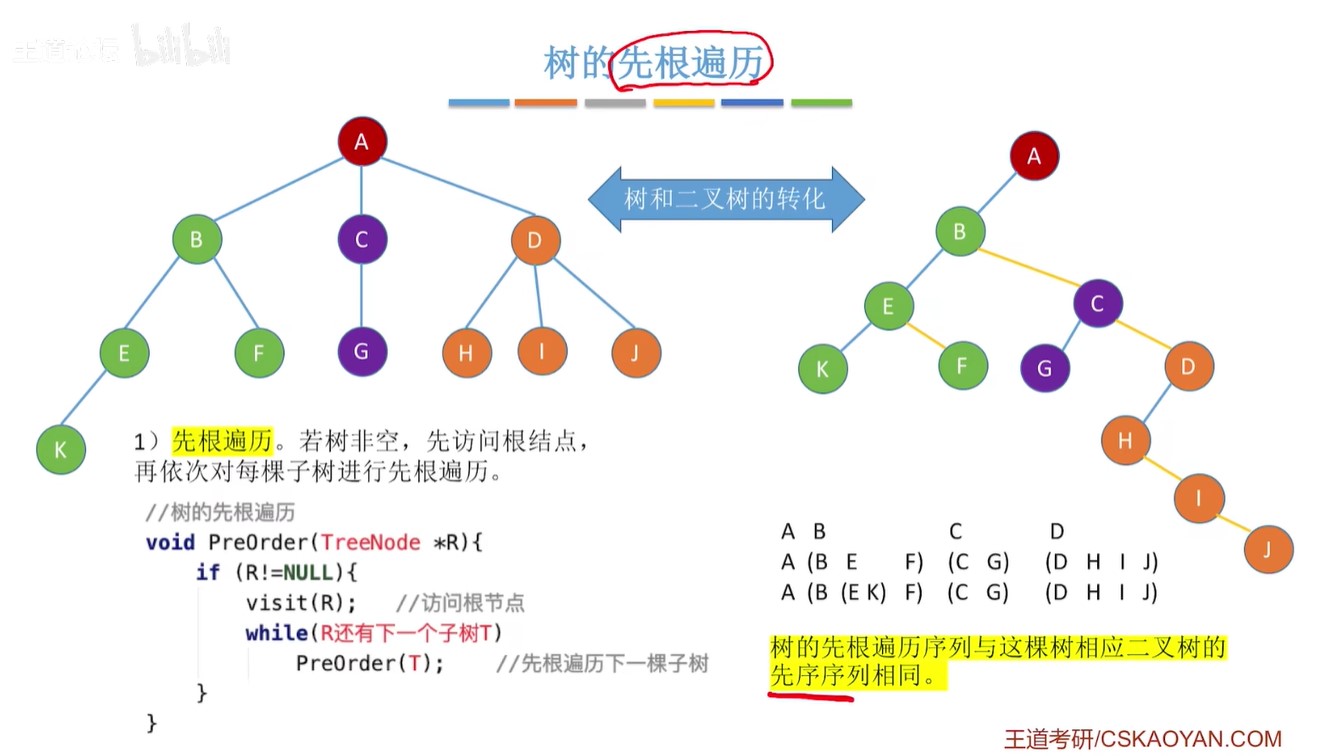 王道论坛 bilibili
树的先根遍历
A
B C D
E F G H I J
K
树和二叉树的转化
A
B
E C
K F G D
H
I
J
1）先根遍历。若树非空，先访问根结点，
再依次对每棵子树进行先根遍历。
//树的先根遍历
void PreOrder(TreeNode *R){
if (R!=NULL){
visit(R); //访问根节点
while(R还有下一个子树T)
PreOrder(T); //先根遍历下一棵子树
}
}
A B C D
A (B E F) (C G) (D H I J)
A (B (E K) F) (C G) (D H I J)
树的先根遍历序列与这棵树相应二叉树的
先序序列相同。
王道考研/CSKAOYAN.COM